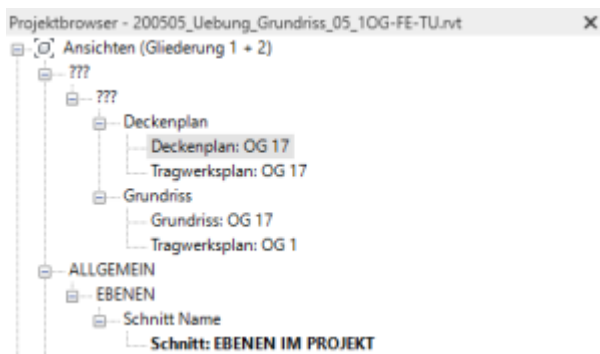 Projektbrowser - 200505_Uebung_Grundriss_05_1OG-FE-TU.rvt
Ansichten (Gliederung 1 + 2)
???
???
Deckenplan
Deckenplan: OG 17
Tragwerksplan: OG 17
Grundriss
Grundriss: OG 17
Tragwerksplan: OG 1
ALLGEMEIN
EBENEN
Schnitt Name
Schnitt: EBENEN IM PROJEKT